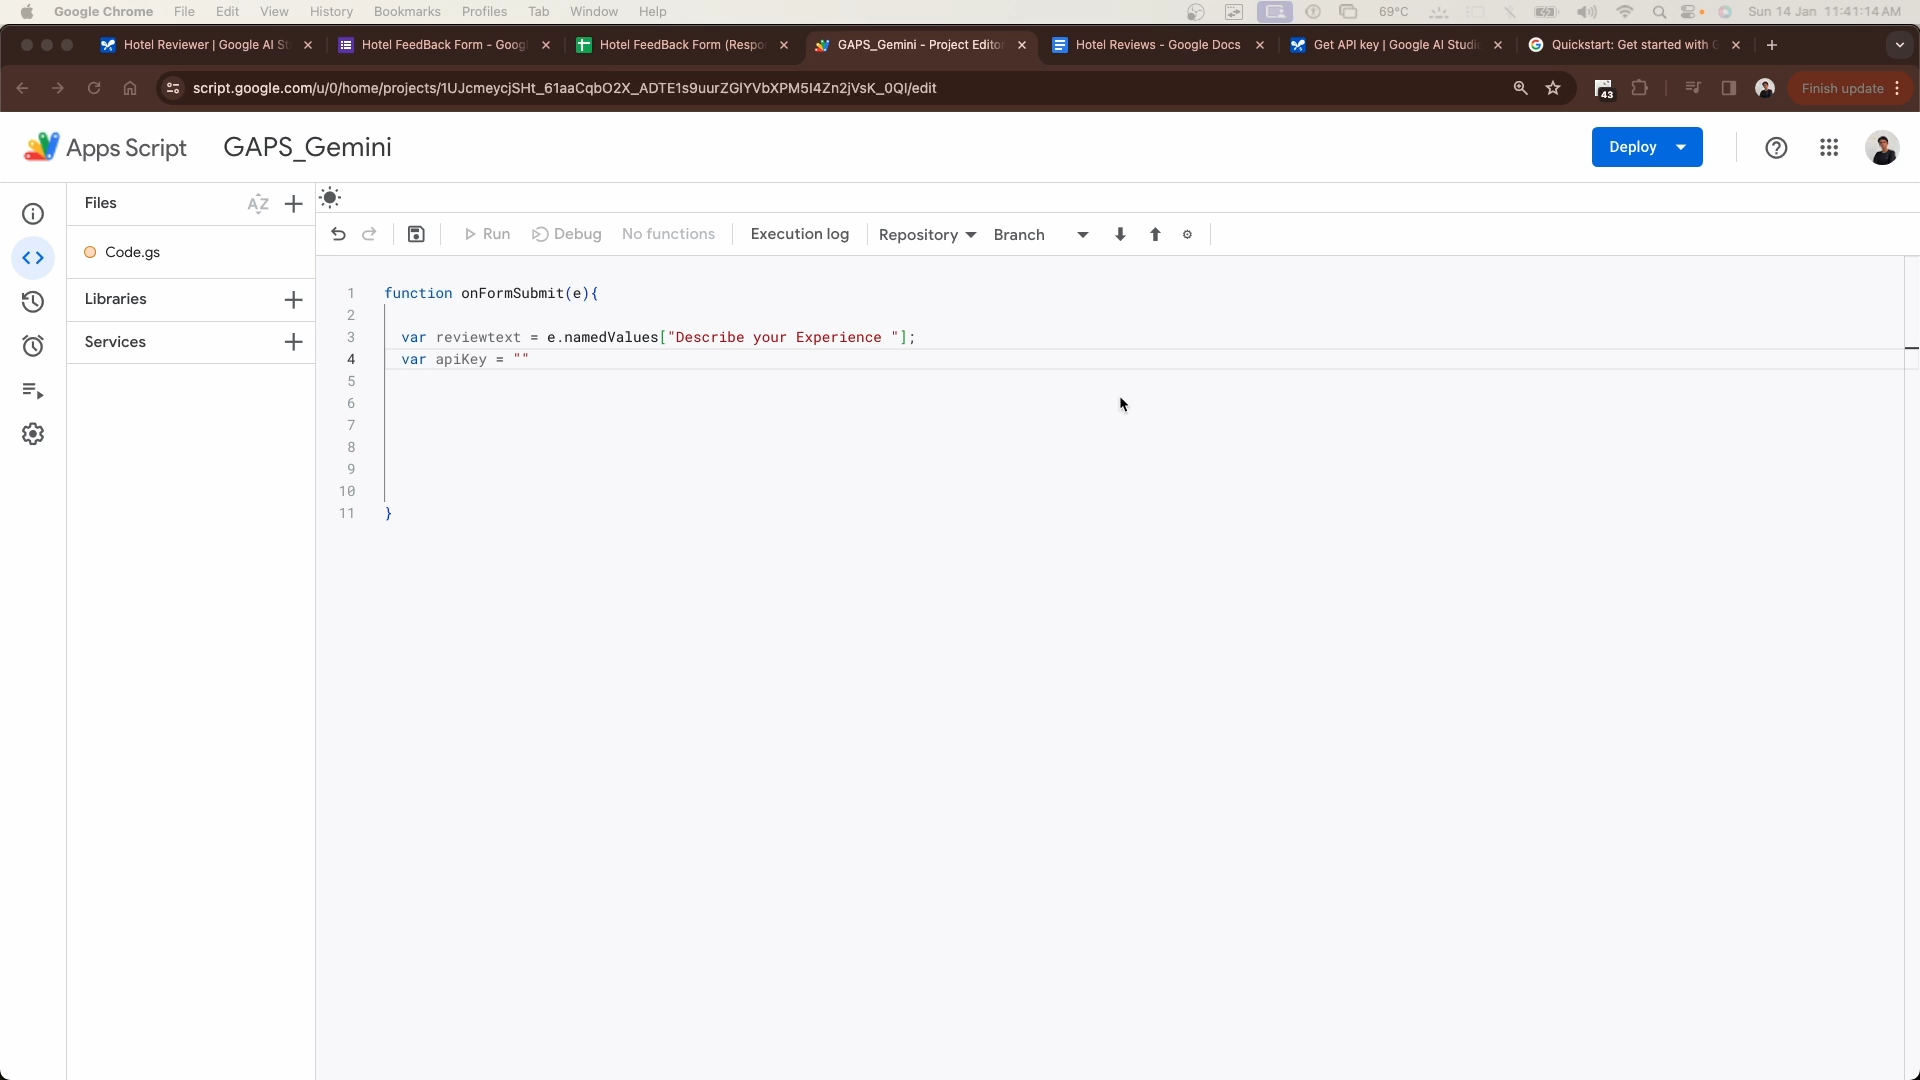 Google Chrome File Edit View History Bookmarks Profiles Tab Window Help 69°C Sun 14 Jan 11:41:14 AM
Hotel Reviewer | Google AI St Hotel FeedBack Form - Goog Hotel FeedBack Form (Respo GAPS_Gemini - Project Editor Hotel Reviews - Google Docs Get API key | Google AI Studi Quickstart: Get started with G
script.google.com/u/0/home/projects/1UJcmeycjSHt_61aaCqbO2X_ADTE1s9uurZGlYVbXPM5I4Zn2jVsK_0QI/edit 43 Finish update
Apps Script GAPS_Gemini Deploy
Files AZ
Run Debug No functions Execution log Repository Branch
Code.gs
Libraries
Services
1 function onFormSubmit(e){
2
3 var reviewtext = e.namedValues["Describe your Experience "];
4 var apiKey = ""
5
6
7
8
9
10
11 }